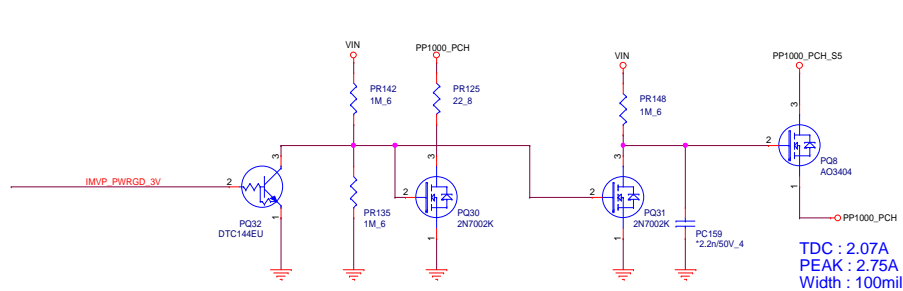 VIN
PP1000_PCH
VIN
PP1000_PCH_S5
PR142
1M_6
PR125
22_8
PR148
1M_6
3
3
3
3
2
PQ8
AO3404
1
IMVP_PWRGD_3V
2
PQ32
DTC144EU
1
PR135
1M_6
2
PQ30
2N7002K
1
2
PQ31
2N7002K
1
PC159
*2.2n/50V_4
PP1000_PCH
TDC : 2.07A
PEAK : 2.75A
Width : 100mil